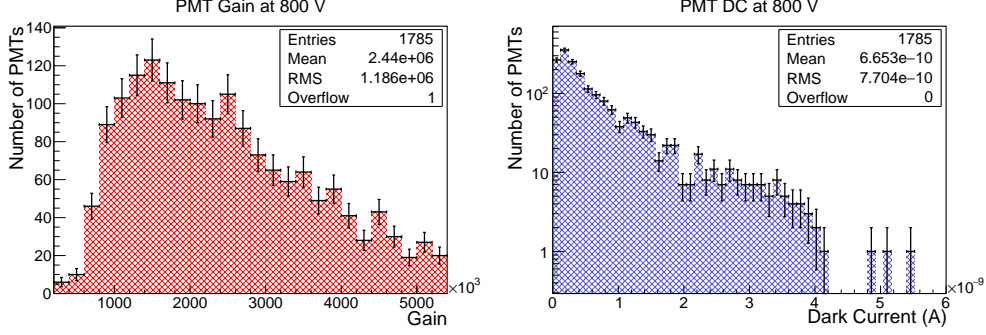 PMT Gain at 800 V
Number of PMTs
140
120
100
80
60
40
20
0
Entries 1785
Mean 2.44e+06
RMS 1.186e+06
Overflow 1
1000 2000 3000 4000 5000
×10³
Gain
PMT DC at 800 V
Number of PMTs
10²
10
1
Entries 1785
Mean 6.653e−10
RMS 7.704e−10
Overflow 0
0 1 2 3 4 5 6
×10⁻⁹
Dark Current (A)